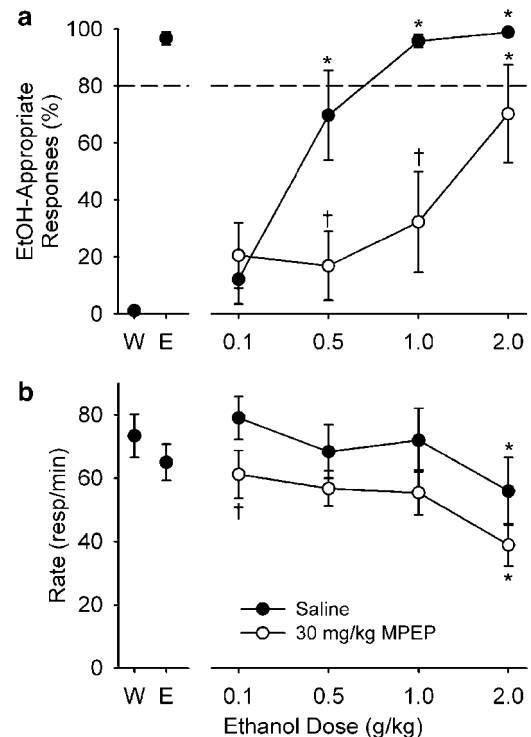 a
EtOH-Appropriate
Responses (%)
100
80
60
40
20
0
* * *
* *
† †
W E 0.1 0.5 1.0 2.0
b
Rate (resp/min)
80
60
40
20
0
*
†
*
Saline
30 mg/kg MPEP
W E 0.1 0.5 1.0 2.0
Ethanol Dose (g/kg)